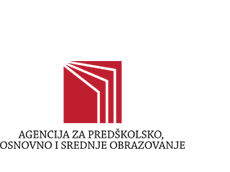 AGENCIJA ZA PREDŠKOLSKO,
OSNOVNO I SREDNJE OBRAZOVANJE